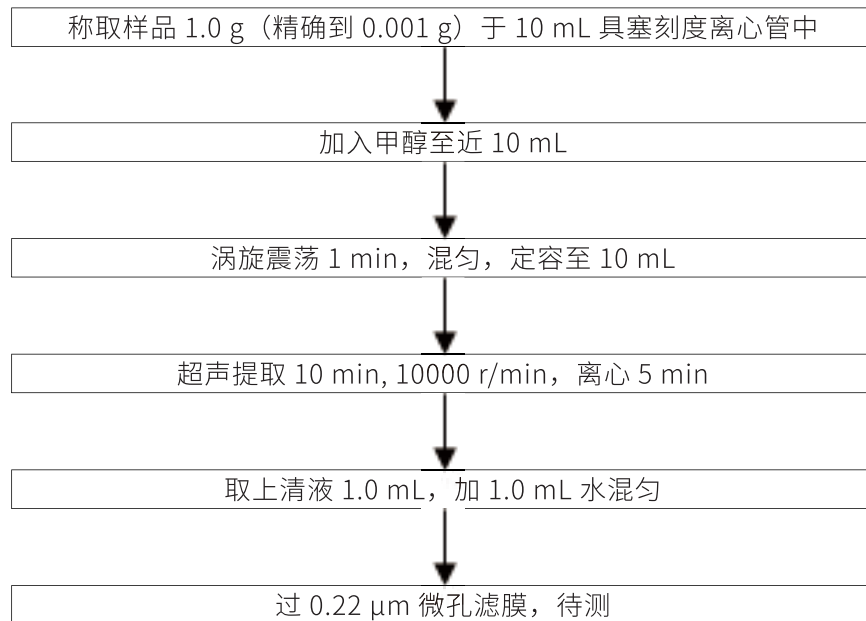 称取样品 1.0 g（精确到 0.001 g）于 10 mL 具塞刻度离心管中
加入甲醇至近 10 mL
涡旋震荡 1 min，混匀，定容至 10 mL
超声提取 10 min, 10000 r/min，离心 5 min
取上清液 1.0 mL，加 1.0 mL 水混匀
过 0.22 μm 微孔滤膜，待测